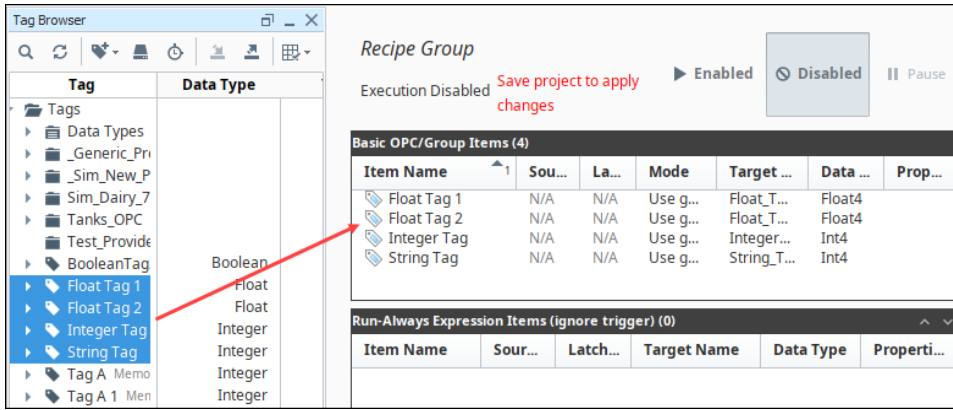 Tag Browser
Tag Data Type
Tags
Data Types
_Generic_Pr
_Sim_New_P
Sim_Dairy_7
Tanks_OPC
Test_Provide
BooleanTag Boolean
Float Tag 1 Float
Float Tag 2 Float
Integer Tag Integer
String Tag Integer
Tag A Memo Integer
Tag A 1 Mem Integer
Recipe Group
Execution Disabled Save project to apply
changes
Enabled Disabled Pause
Basic OPC/Group Items (4)
Item Name 1 Sou... La... Mode Target ... Data ... Prop...
Float Tag 1 N/A N/A Use g... Float_T... Float4
Float Tag 2 N/A N/A Use g... Float_T... Float4
Integer Tag N/A N/A Use g... Integer... Int4
String Tag N/A N/A Use g... String_T... Int4
Run-Always Expression Items (ignore trigger) (0)
Item Name Sour... Latch... Target Name Data Type Properti...